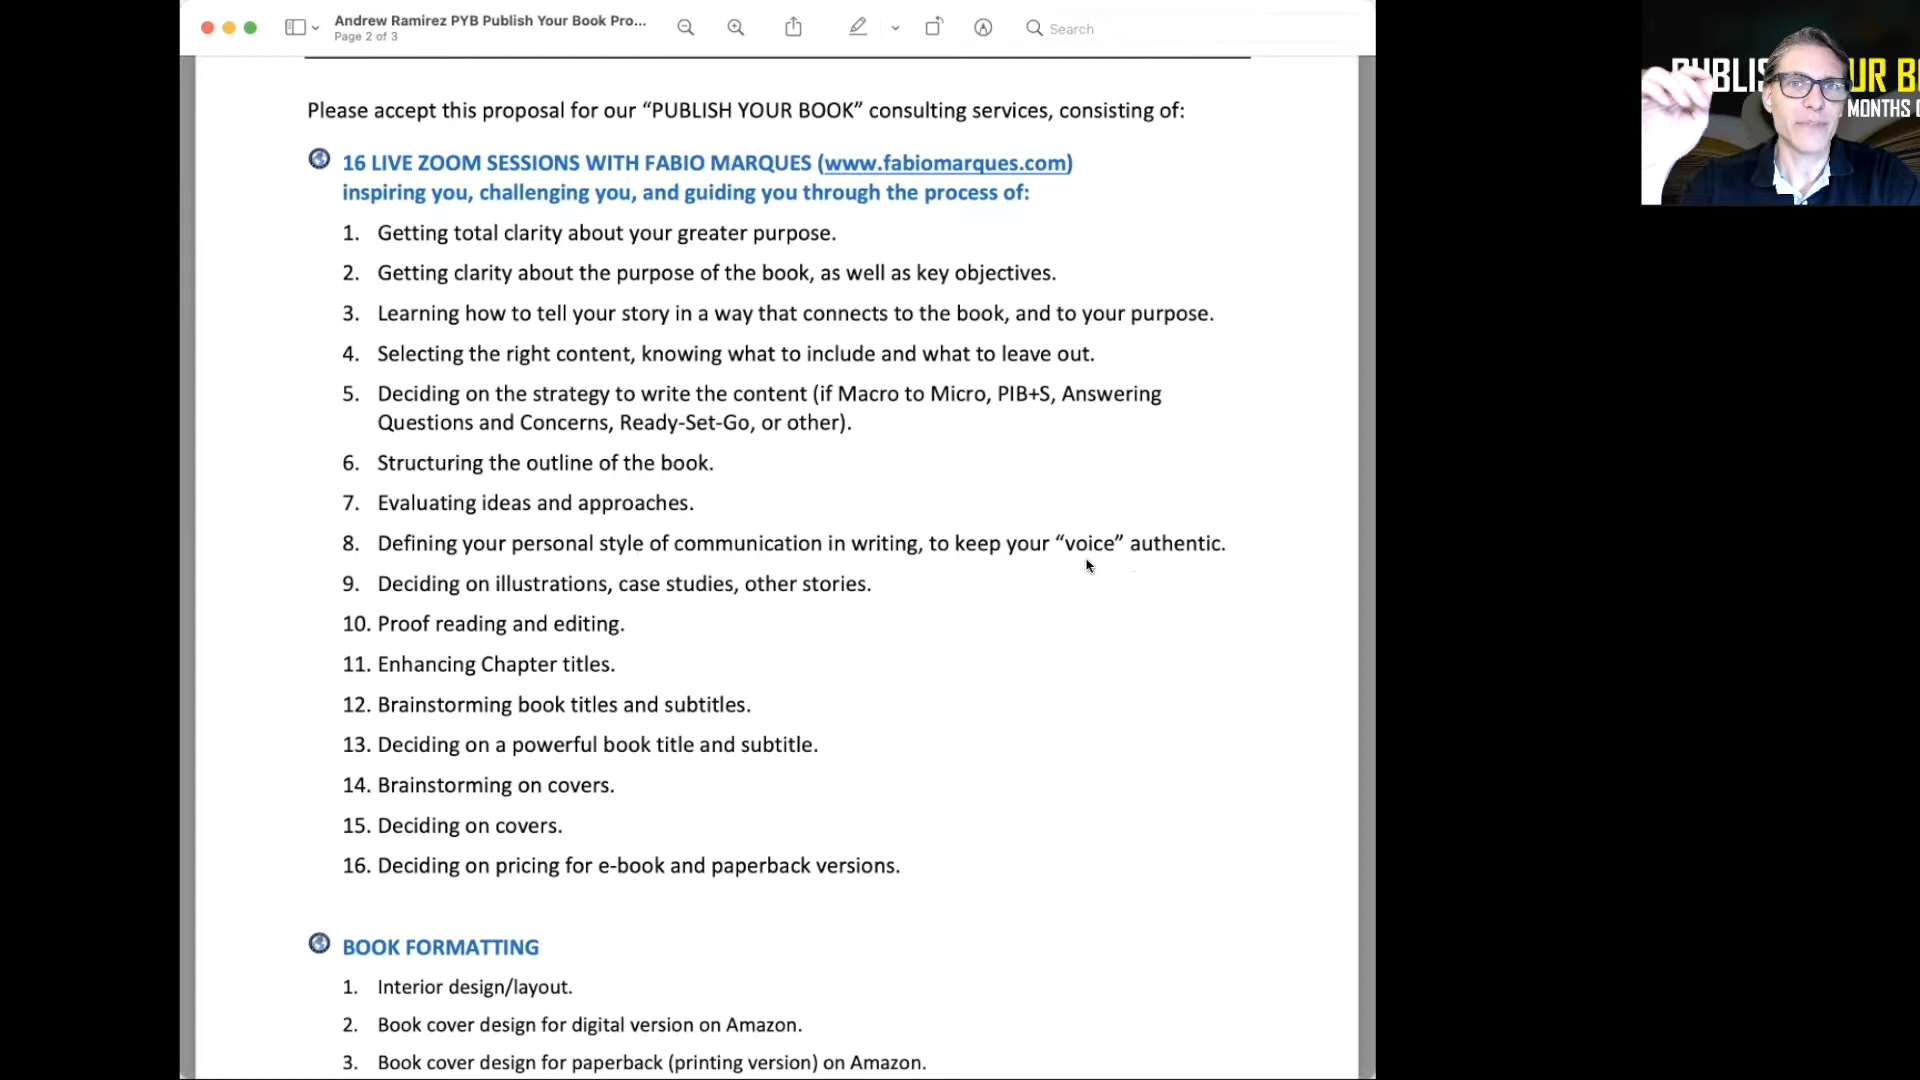 Andrew Ramirez PYB Publish Your Book Pro...
Page 2 of 3
Search
Please accept this proposal for our “PUBLISH YOUR BOOK” consulting services, consisting of:
16 LIVE ZOOM SESSIONS WITH FABIO MARQUES (www.fabiomarques.com)
inspiring you, challenging you, and guiding you through the process of:
1. Getting total clarity about your greater purpose.
2. Getting clarity about the purpose of the book, as well as key objectives.
3. Learning how to tell your story in a way that connects to the book, and to your purpose.
4. Selecting the right content, knowing what to include and what to leave out.
5. Deciding on the strategy to write the content (if Macro to Micro, PIB+S, Answering
Questions and Concerns, Ready-Set-Go, or other).
6. Structuring the outline of the book.
7. Evaluating ideas and approaches.
8. Defining your personal style of communication in writing, to keep your “voice” authentic.
9. Deciding on illustrations, case studies, other stories.
10. Proof reading and editing.
11. Enhancing Chapter titles.
12. Brainstorming book titles and subtitles.
13. Deciding on a powerful book title and subtitle.
14. Brainstorming on covers.
15. Deciding on covers.
16. Deciding on pricing for e-book and paperback versions.
BOOK FORMATTING
1. Interior design/layout.
2. Book cover design for digital version on Amazon.
3. Book cover design for paperback (printing version) on Amazon.
MONTHS